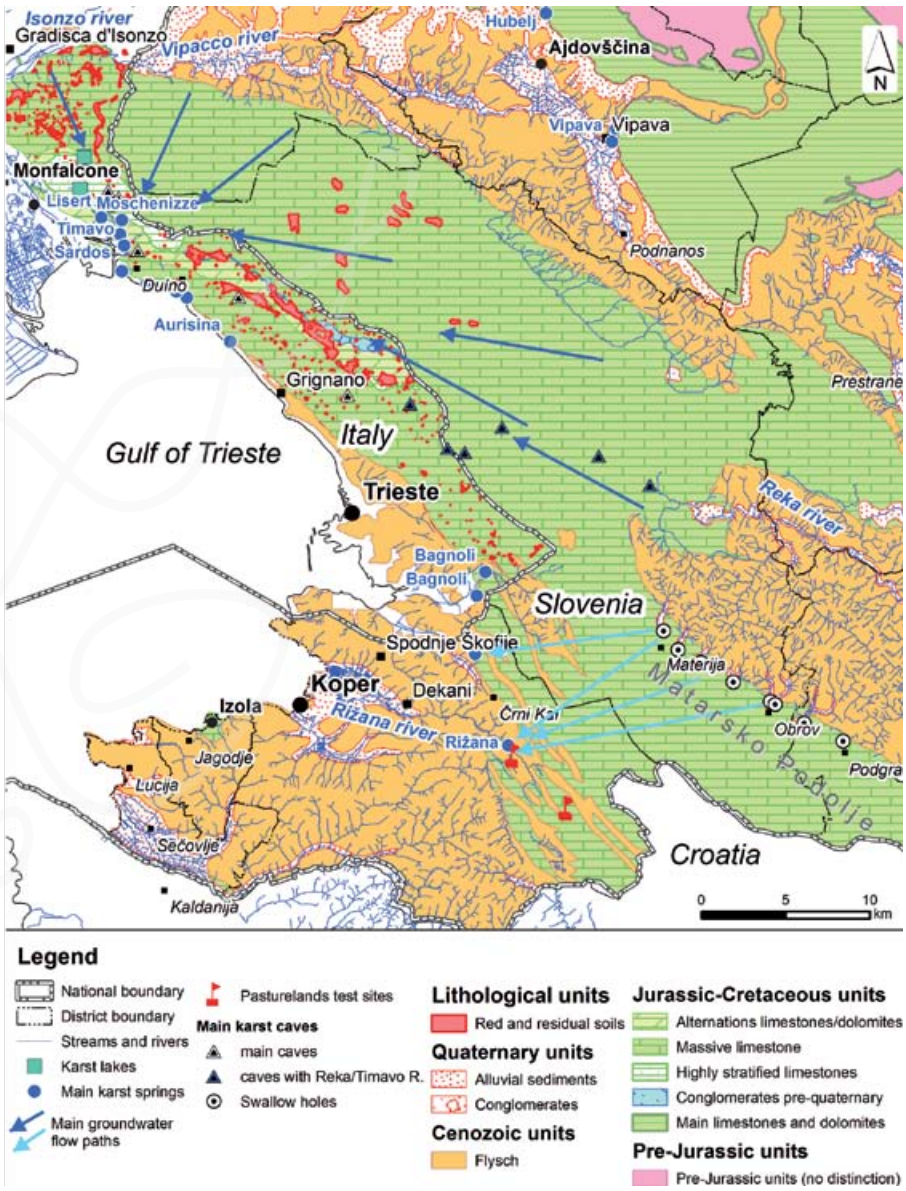 Isonzo river
Gradisca d'Isonzo
Vipacco river
Hubelj
Ajdovščina
N
Vipava
Vipava
Monfalcone
Lisert
Moschenizze
Timavo
Sardos
Podnanos
Duino
Aurisina
Prestrane
Grignano
Italy
Gulf of Trieste
Reka river
Trieste
Bagnoli
Bagnoli
Slovenia
Spodnje Škofije
Materija
Matarsko Podolje
Koper
Dekani
Črni Kal
Izola
Rižana river
Rižana
Obrov
Jagodje
Podgra
Lucija
Sečovlje
Croatia
Kaldanija
0 5 10
km
Legend
National boundary
District boundary
Streams and rivers
Karst lakes
Main karst springs
Main groundwater
flow paths
Pasturelands test sites
Main karst caves
main caves
caves with Reka/Timavo R.
Swallow holes
Lithological units
Red and residual soils
Quaternary units
Alluvial sediments
Conglomerates
Cenozoic units
Flysch
Jurassic-Cretaceous units
Alternations limestones/dolomites
Massive limestone
Highly stratified limestones
Conglomerates pre-quaternary
Main limestones and dolomites
Pre-Jurassic units
Pre-Jurassic units (no distinction)